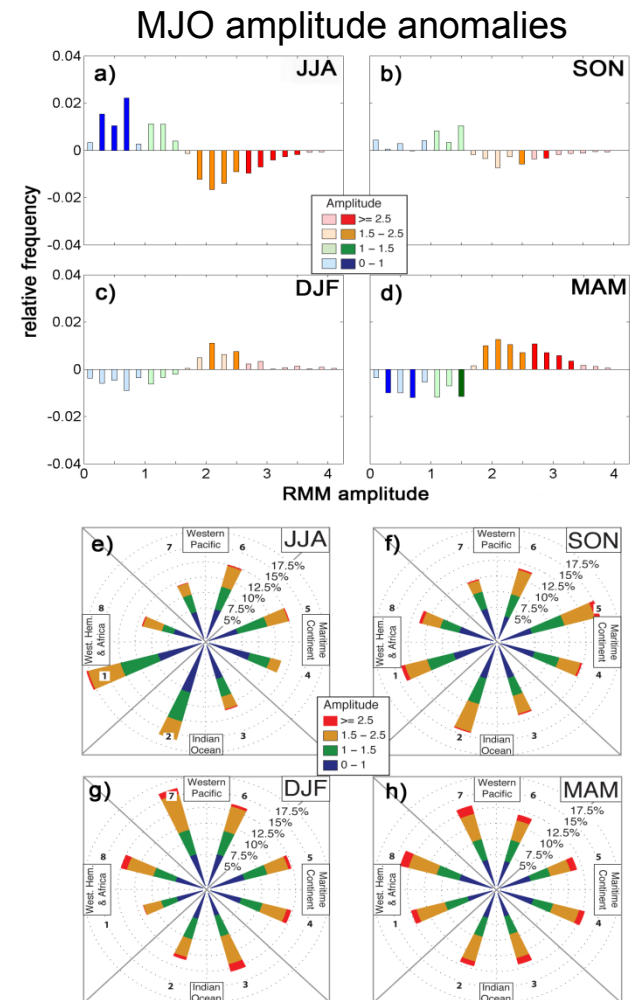 MJO amplitude anomalies
a) JJA
b) SON
0.04
0.02
0
-0.02
-0.04
Amplitude
>= 2.5
1.5 – 2.5
1 – 1.5
0 – 1
relative frequency
c) DJF
d) MAM
0.04
0.02
0
-0.02
-0.04
0 1 2 3 4
0 1 2 3 4
RMM amplitude
e) JJA
Western
Pacific
7 6
17.5%
15%
12.5%
10%
7.5%
5%
8 5
West. Hem.
& Africa
Maritime
Continent
1 4
2 3
Indian
Ocean
f) SON
Western
Pacific
7 6
17.5%
15%
12.5%
10%
7.5%
5%
8 5
West. Hem.
& Africa
Maritime
Continent
1 4
2 3
Indian
Ocean
Amplitude
>= 2.5
1.5 – 2.5
1 – 1.5
0 – 1
g) DJF
Western
Pacific
7 6
17.5%
15%
12.5%
10%
7.5%
5%
8 5
West. Hem.
& Africa
Maritime
Continent
1 4
2 3
Indian
Ocean
h) MAM
Western
Pacific
7 6
17.5%
15%
12.5%
10%
7.5%
5%
8 5
West. Hem.
& Africa
Maritime
Continent
1 4
2 3
Indian
Ocean